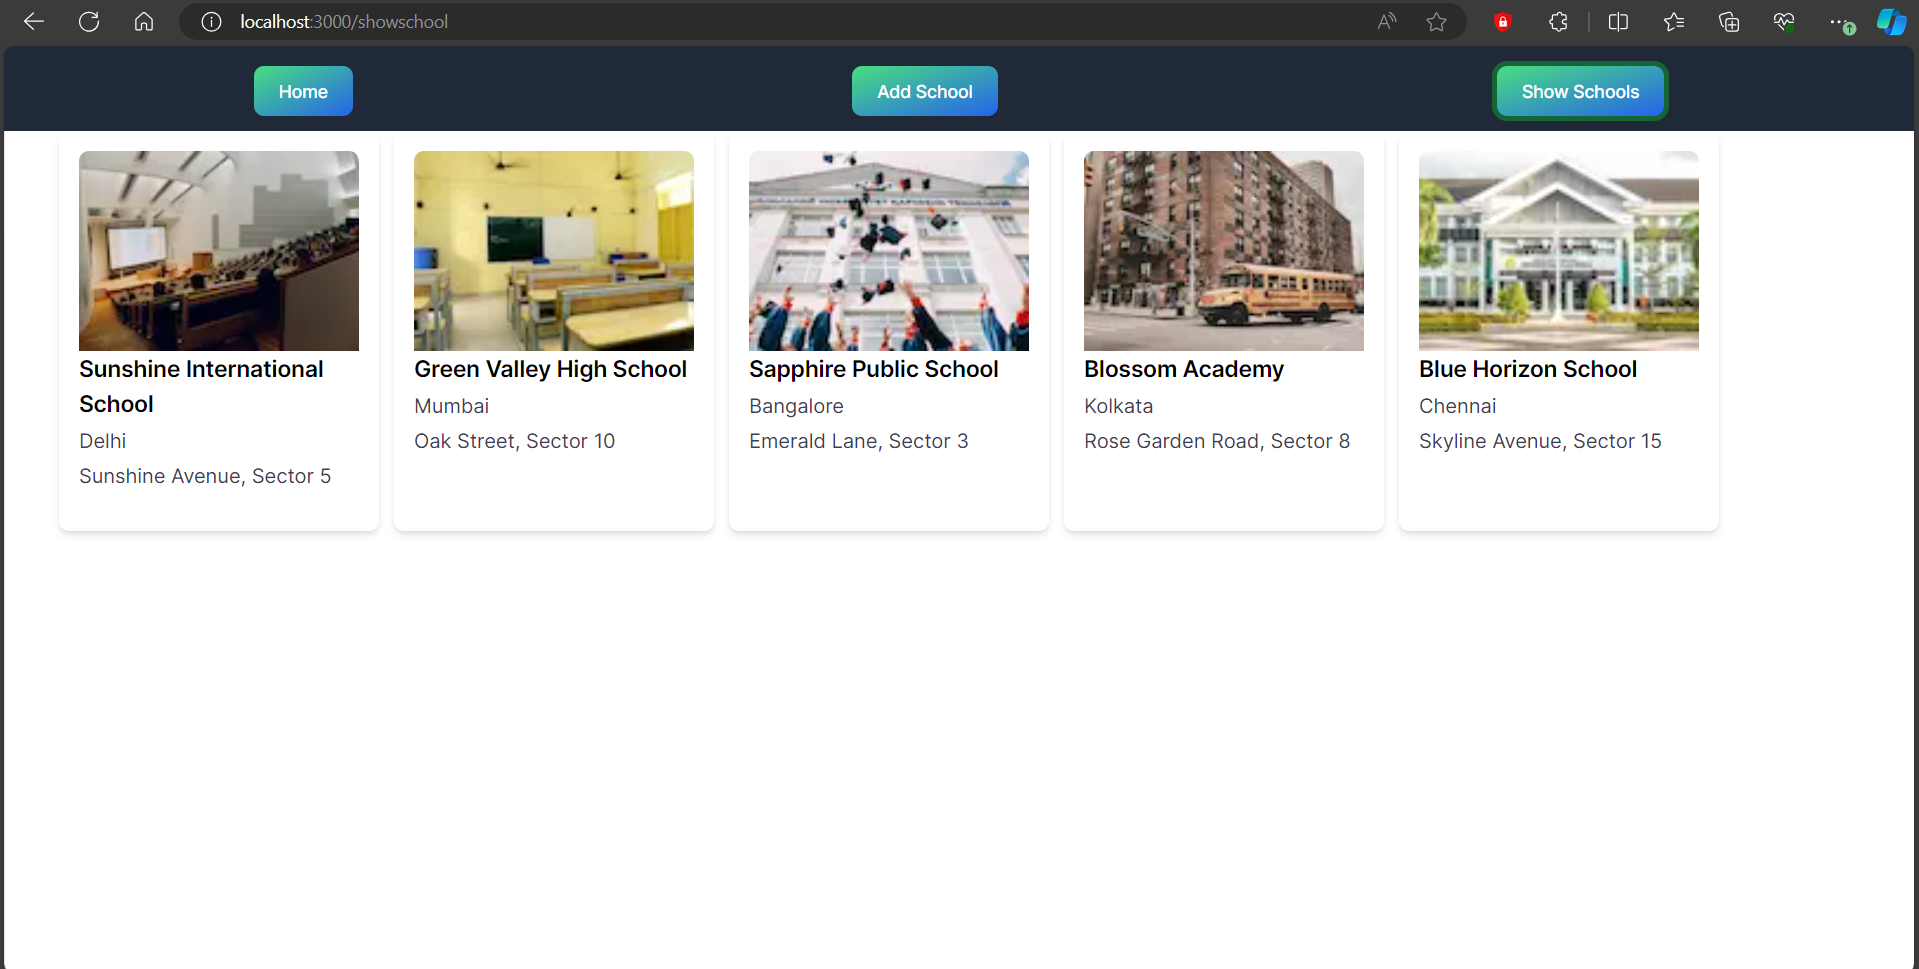 localhost:3000/showschool
Home
Add School
Show Schools
Sunshine International
School
Delhi
Sunshine Avenue, Sector 5
Green Valley High School
Mumbai
Oak Street, Sector 10
Sapphire Public School
Bangalore
Emerald Lane, Sector 3
Blossom Academy
Kolkata
Rose Garden Road, Sector 8
Blue Horizon School
Chennai
Skyline Avenue, Sector 15